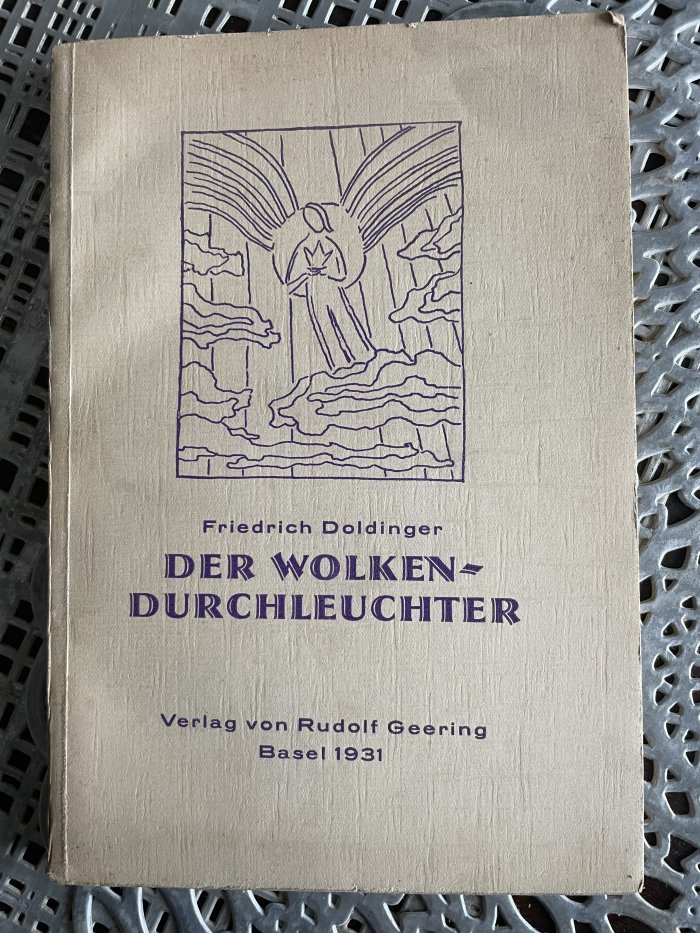 Friedrich Doldinger
DER WOLKEN-
DURCHLEUCHTER
Verlag von Rudolf Geering
Basel 1931